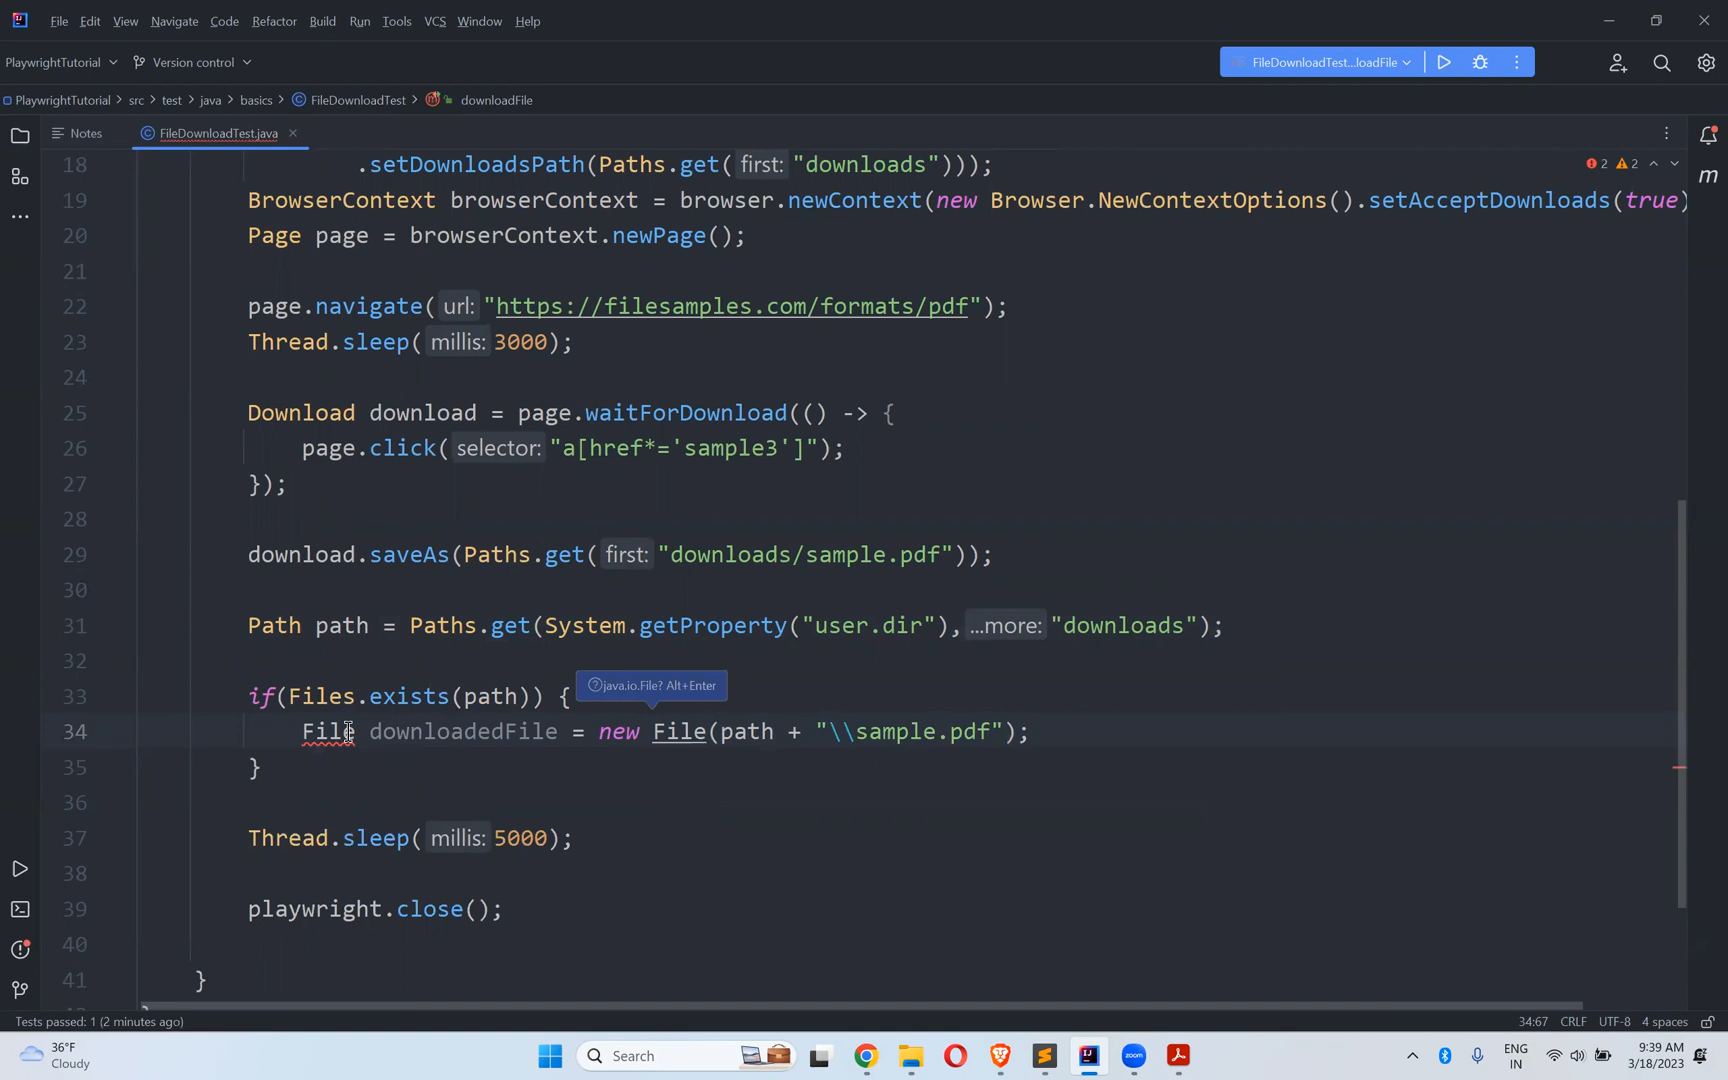 File Edit View Navigate Code Refactor Build Run Tools VCS Window Help
PlaywrightTutorial Version control FileDownloadTest...loadFile
PlaywrightTutorial src test java basics FileDownloadTest downloadFile
Notes FileDownloadTest.java
18 .setDownloadsPath(Paths.get( first: "downloads")));
2 2
19 BrowserContext browserContext = browser.newContext(new Browser.NewContextOptions().setAcceptDownloads(true)
20 Page page = browserContext.newPage();
21
22 page.navigate( url: "https://filesamples.com/formats/pdf");
23 Thread.sleep( millis: 3000);
24
25 Download download = page.waitForDownload(() -> {
26 page.click( selector: "a[href*='sample3']");
27 });
28
29 download.saveAs(Paths.get( first: "downloads/sample.pdf"));
30
31 Path path = Paths.get(System.getProperty("user.dir"), ...more: "downloads");
32
java.io.File? Alt+Enter
33 if(Files.exists(path)) {
34 File downloadedFile = new File(path + "\\sample.pdf");
35 }
36
37 Thread.sleep( millis: 5000);
38
39 playwright.close();
40
41 }
Tests passed: 1 (2 minutes ago) 34:67 CRLF UTF-8 4 spaces
36°F
Cloudy
Search
zoom
ENG
IN
9:39 AM
3/18/2023